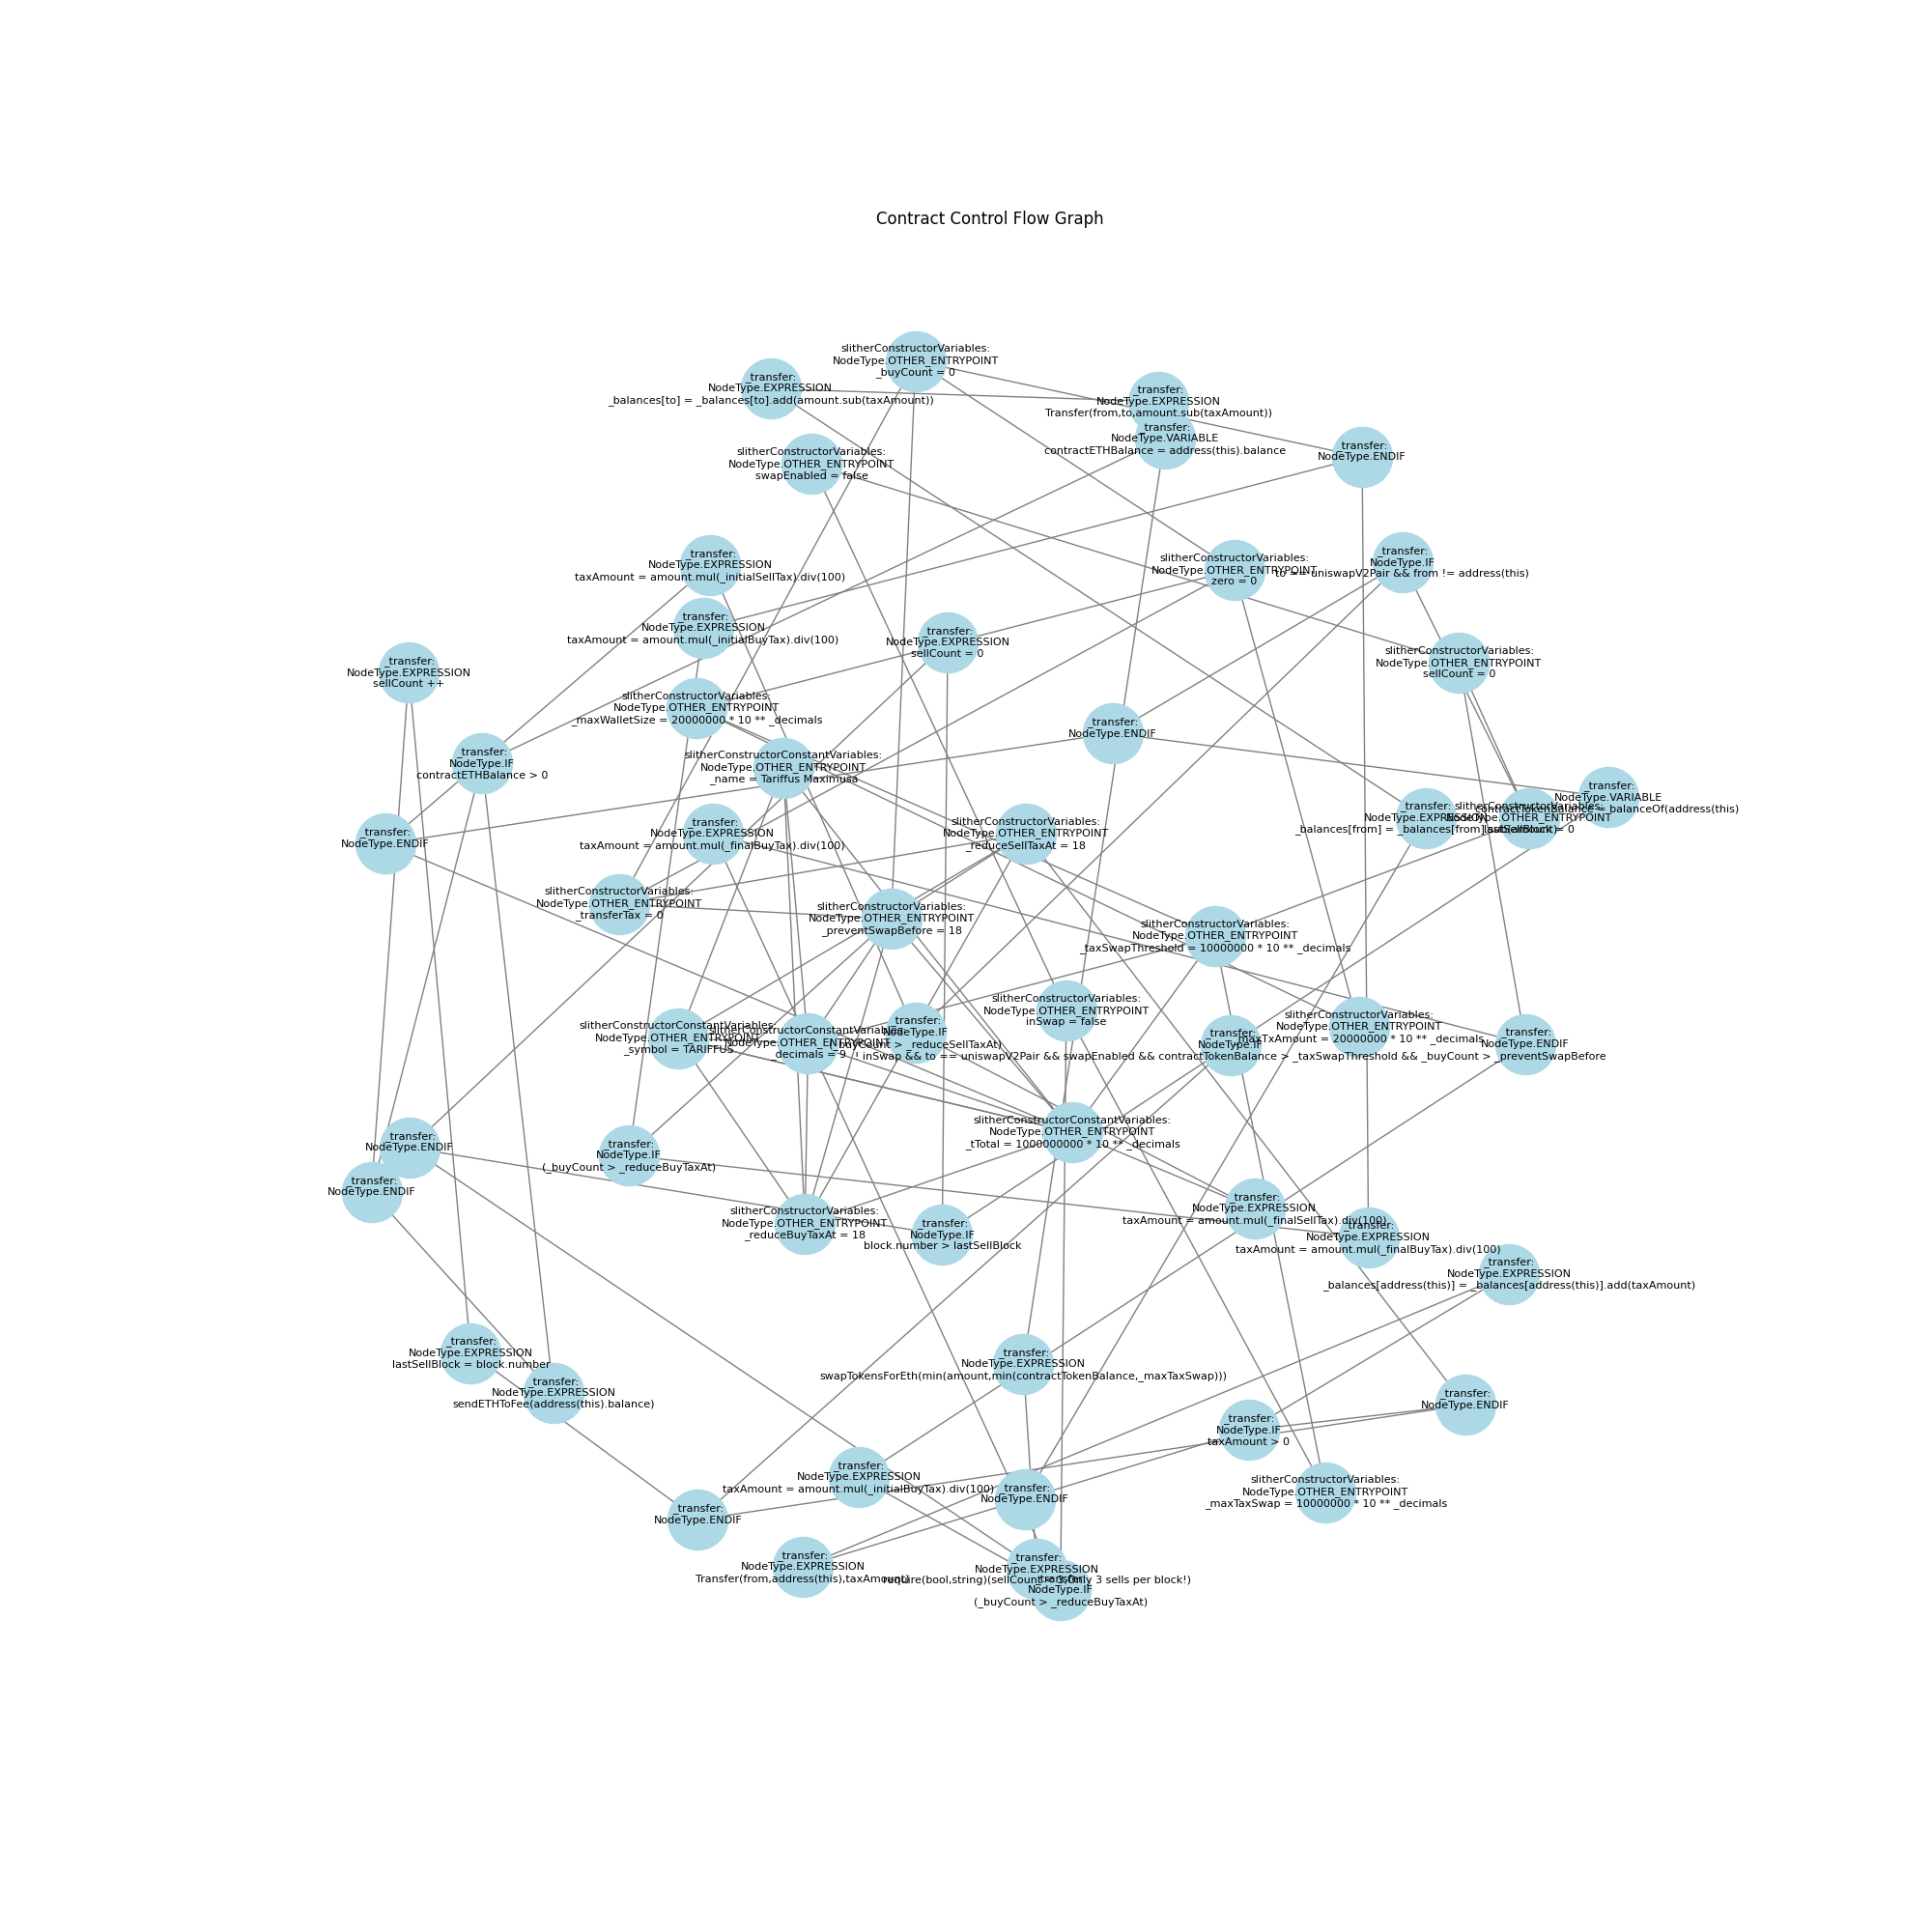 Contract Control Flow Graph
slitherConstructorVariables:
NodeType.OTHER_ENTRYPOINT
_buyCount = 0
_transfer:
NodeType.EXPRESSION
_balances[to] = _balances[to].add(amount.sub(taxAmount))
_transfer:
NodeType.EXPRESSION
Transfer(from,to,amount.sub(taxAmount))
_transfer:
NodeType.VARIABLE
contractETHBalance = address(this).balance
_transfer:
NodeType.ENDIF
slitherConstructorVariables:
NodeType.OTHER_ENTRYPOINT
swapEnabled = false
_transfer:
NodeType.EXPRESSION
taxAmount = amount.mul(_initialSellTax).div(100)
slitherConstructorVariables:
NodeType.OTHER_ENTRYPOINT
zero = 0
_transfer:
NodeType.IF
to == uniswapV2Pair && from != address(this)
_transfer:
NodeType.EXPRESSION
taxAmount = amount.mul(_initialBuyTax).div(100)
_transfer:
NodeType.EXPRESSION
sellCount = 0
_transfer:
NodeType.EXPRESSION
sellCount ++
slitherConstructorVariables:
NodeType.OTHER_ENTRYPOINT
sellCount = 0
slitherConstructorVariables:
NodeType.OTHER_ENTRYPOINT
_maxWalletSize = 20000000 * 10 ** _decimals
_transfer:
NodeType.ENDIF
_transfer:
NodeType.IF
contractETHBalance > 0
slitherConstructorConstantVariables:
NodeType.OTHER_ENTRYPOINT
_name = Tariffus Maximusa
_transfer:
NodeType.VARIABLE
contractTokenBalance = balanceOf(address(this)
_transfer:
NodeType.EXPRESSION
_balances[from] = _balances[from].sub(amount)
slitherConstructorVariables:
NodeType.OTHER_ENTRYPOINT
lastSellBlock = 0
_transfer:
NodeType.ENDIF
_transfer:
NodeType.EXPRESSION
taxAmount = amount.mul(_finalBuyTax).div(100)
slitherConstructorVariables:
NodeType.OTHER_ENTRYPOINT
_reduceSellTaxAt = 18
slitherConstructorVariables:
NodeType.OTHER_ENTRYPOINT
_transferTax = 0
slitherConstructorVariables:
NodeType.OTHER_ENTRYPOINT
_preventSwapBefore = 18
slitherConstructorVariables:
NodeType.OTHER_ENTRYPOINT
_taxSwapThreshold = 10000000 * 10 ** _decimals
slitherConstructorVariables:
NodeType.OTHER_ENTRYPOINT
inSwap = false
slitherConstructorConstantVariables:
NodeType.OTHER_ENTRYPOINT
_symbol = TARIFFUS
slitherConstructorConstantVariables:
NodeType.OTHER_ENTRYPOINT
_decimals = 9
_transfer:
NodeType.IF
(_buyCount > _reduceSellTaxAt)
_transfer:
NodeType.IF
! inSwap && to == uniswapV2Pair && swapEnabled && contractTokenBalance > _taxSwapThreshold && _buyCount > _preventSwapBefore
slitherConstructorVariables:
NodeType.OTHER_ENTRYPOINT
_maxTxAmount = 20000000 * 10 ** _decimals
_transfer:
NodeType.ENDIF
slitherConstructorConstantVariables:
NodeType.OTHER_ENTRYPOINT
_tTotal = 1000000000 * 10 ** _decimals
_transfer:
NodeType.ENDIF
_transfer:
NodeType.IF
(_buyCount > _reduceBuyTaxAt)
_transfer:
NodeType.ENDIF
slitherConstructorVariables:
NodeType.OTHER_ENTRYPOINT
_reduceBuyTaxAt = 18
_transfer:
NodeType.IF
block.number > lastSellBlock
_transfer:
NodeType.EXPRESSION
taxAmount = amount.mul(_finalSellTax).div(100)
_transfer:
NodeType.EXPRESSION
taxAmount = amount.mul(_finalBuyTax).div(100)
_transfer:
NodeType.EXPRESSION
_balances[address(this)] = _balances[address(this)].add(taxAmount)
_transfer:
NodeType.EXPRESSION
lastSellBlock = block.number
_transfer:
NodeType.EXPRESSION
sendETHToFee(address(this).balance)
_transfer:
NodeType.EXPRESSION
swapTokensForEth(min(amount,min(contractTokenBalance,_maxTaxSwap)))
_transfer:
NodeType.ENDIF
_transfer:
NodeType.IF
taxAmount > 0
_transfer:
NodeType.EXPRESSION
taxAmount = amount.mul(_initialBuyTax).div(100)
_transfer:
NodeType.ENDIF
slitherConstructorVariables:
NodeType.OTHER_ENTRYPOINT
_maxTaxSwap = 10000000 * 10 ** _decimals
_transfer:
NodeType.ENDIF
_transfer:
NodeType.EXPRESSION
Transfer(from,address(this),taxAmount)
_transfer:
NodeType.EXPRESSION
require(bool,string)(sellCount < 3,Only 3 sells per block!)
_transfer:
NodeType.IF
(_buyCount > _reduceBuyTaxAt)